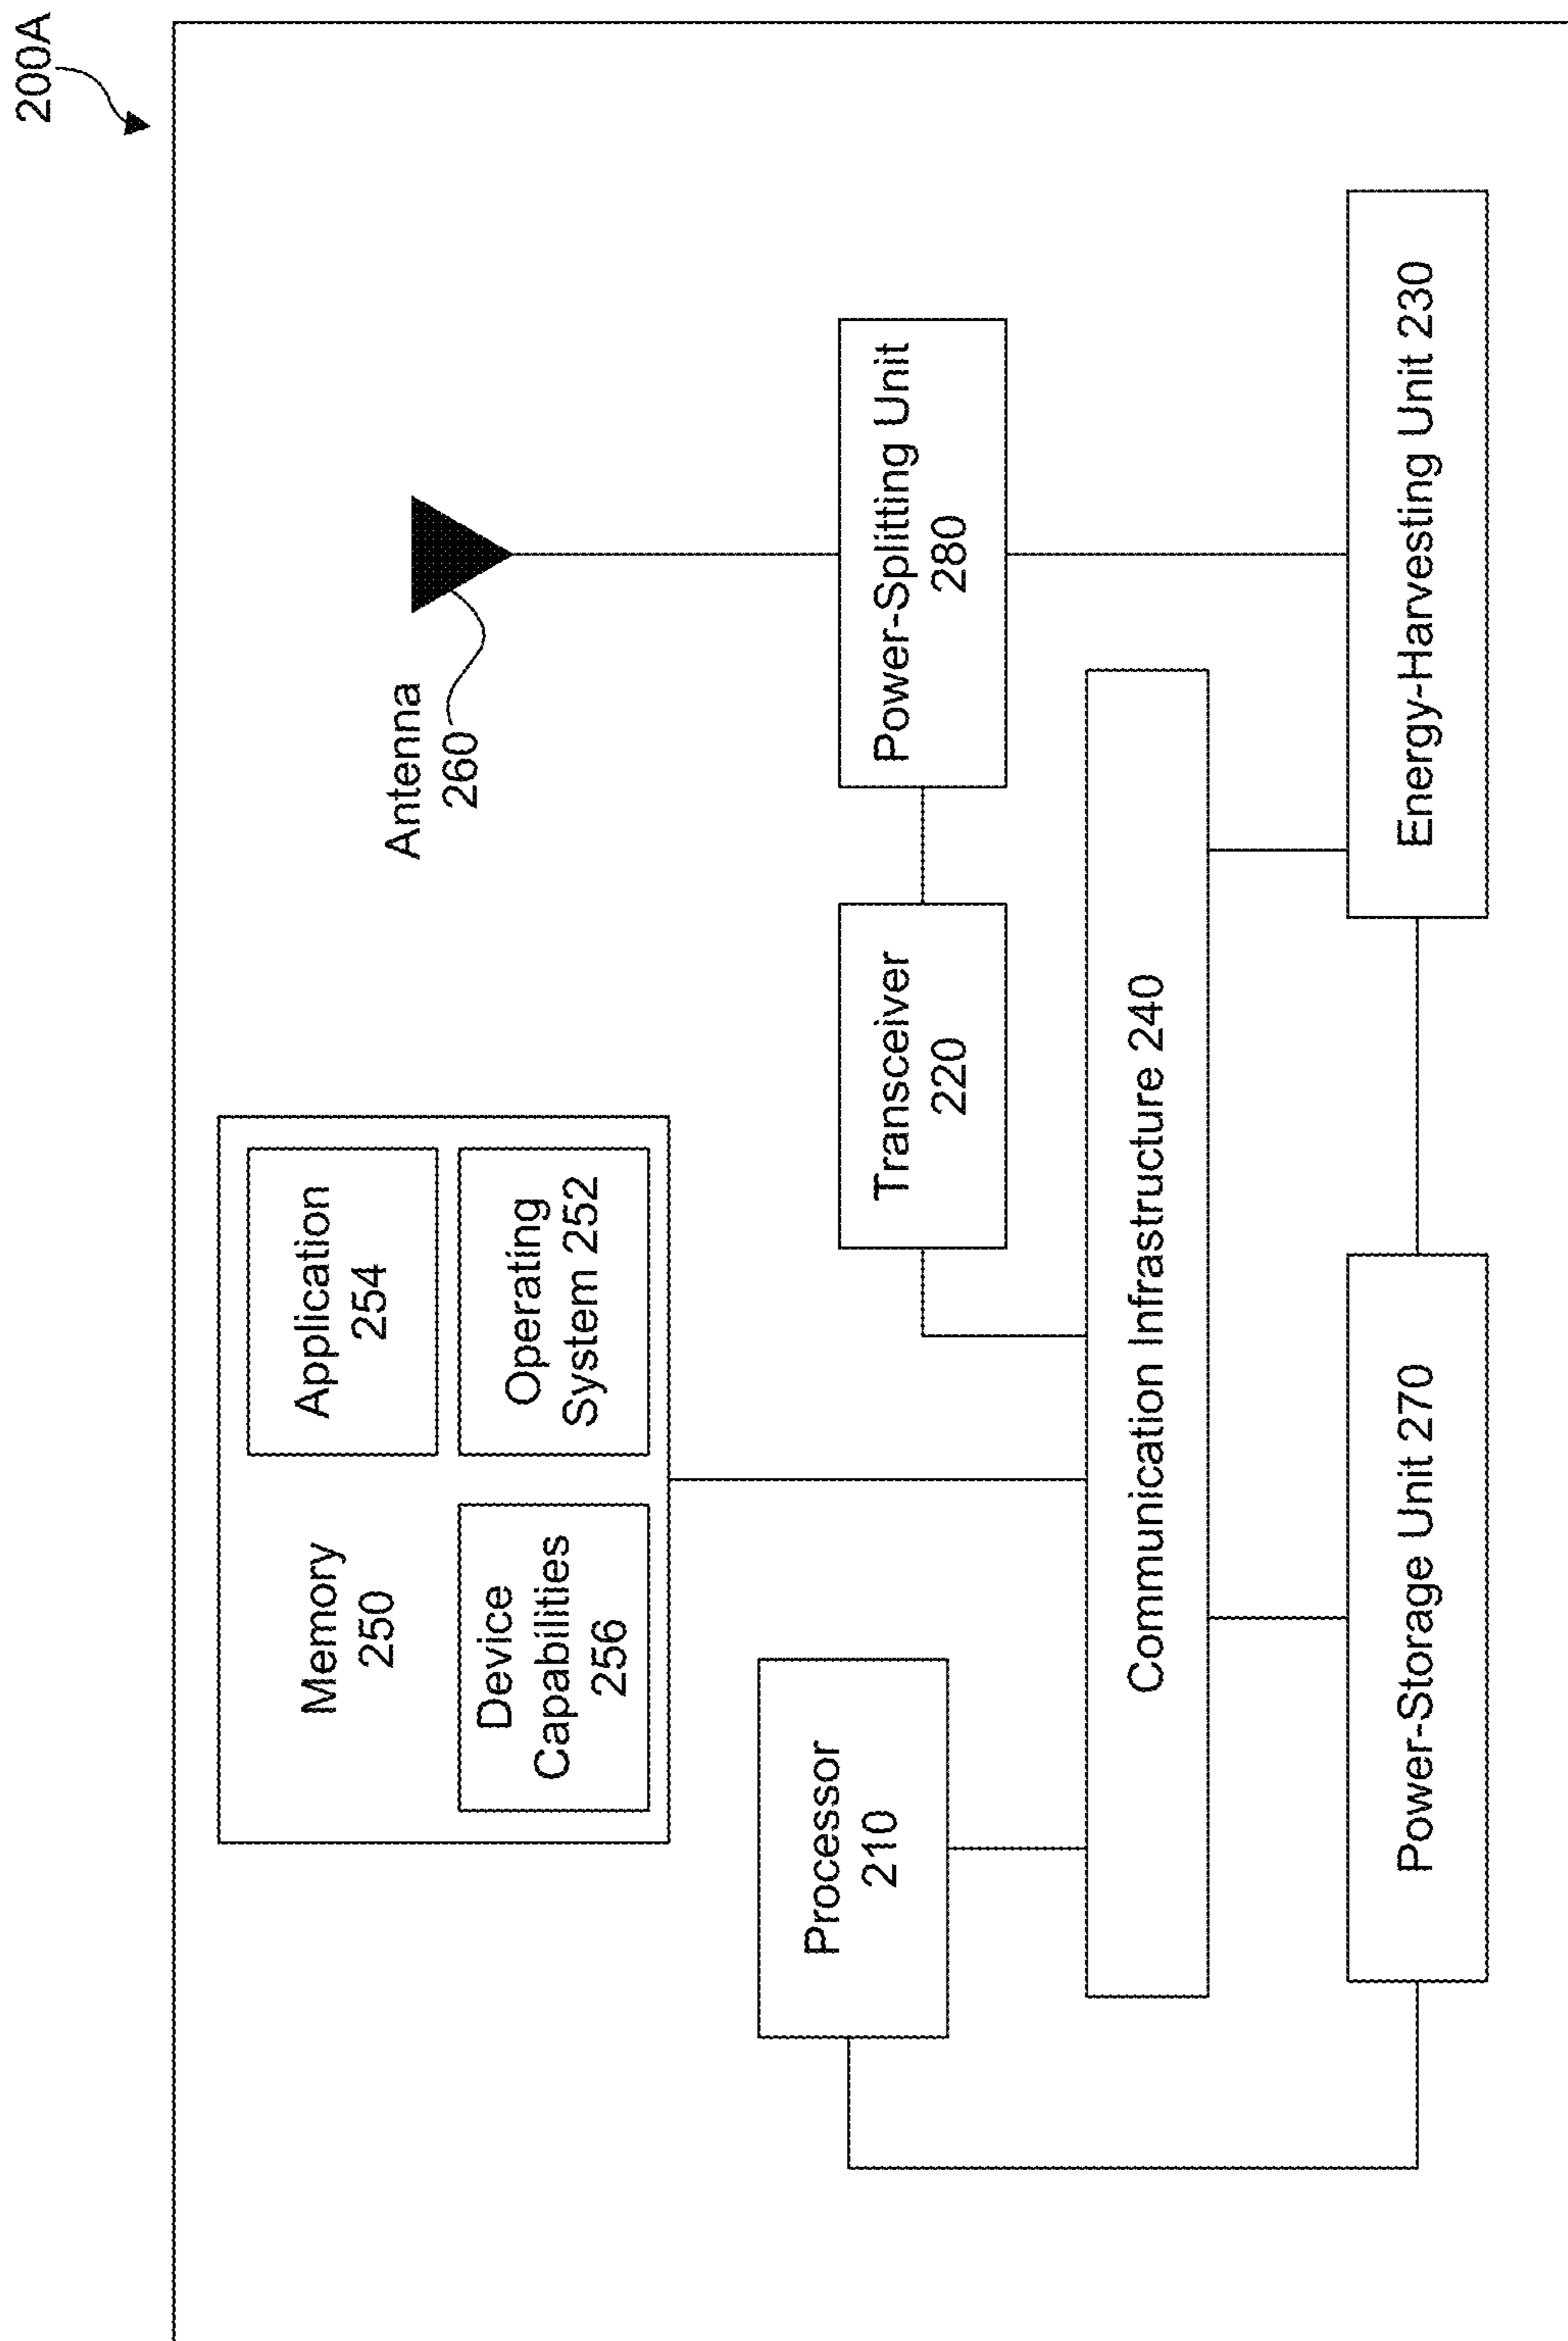 200A
Memory
250
Application
254
Device
Capabilities
256
Operating
System 252
Antenna
260
Processor
210
Transceiver
220
Power-Splitting Unit
280
Communication Infrastructure 240
Power-Storage Unit 270
Energy-Harvesting Unit 230